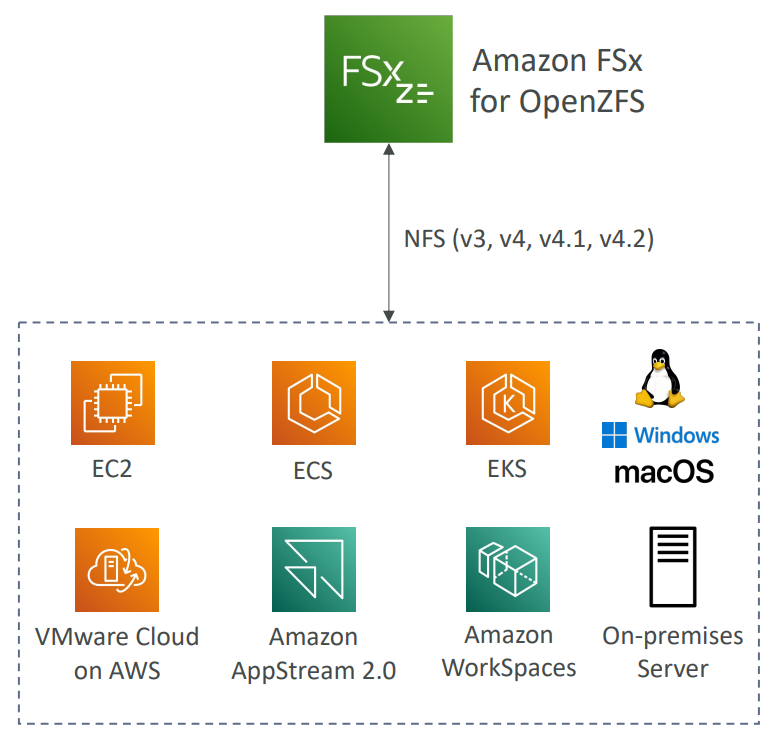 FSx
Z
Amazon FSx
for OpenZFS
NFS (v3, v4, v4.1, v4.2)
EC2
ECS
K
EKS
Windows
macOS
VMware Cloud
on AWS
Amazon
AppStream 2.0
Amazon
WorkSpaces
On-premises
Server